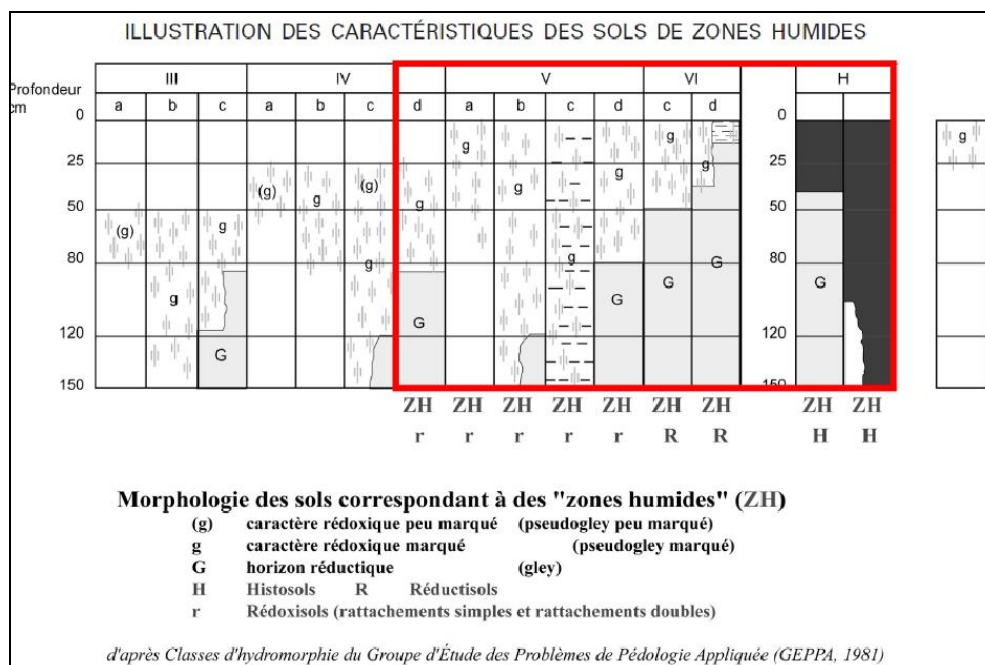 ILLUSTRATION DES CARACTÉRISTIQUES DES SOLS DE ZONES HUMIDES
III IV V VI H
Profondeur
cm
a b c a b c d a b c d c d
0 0
g g g g g
25 25
(g) (g) g
g g g g
50 50
(g) g
g
80 g 80
g G G G
g G G
120 120
G
150 150
ZH ZH ZH ZH ZH ZH ZH ZH ZH
r r r r r R R H H
Morphologie des sols correspondant à des "zones humides" (ZH)
(g) caractère rédoxique peu marqué (pseudogley peu marqué)
g caractère rédoxique marqué (pseudogley marqué)
G horizon réductique (gley)
H Histosols R Réductisols
r Rédoxisols (rattachements simples et rattachements doubles)
d'après Classes d'hydromorphie du Groupe d'Étude des Problèmes de Pédologie Appliquée (GEPPA, 1981)